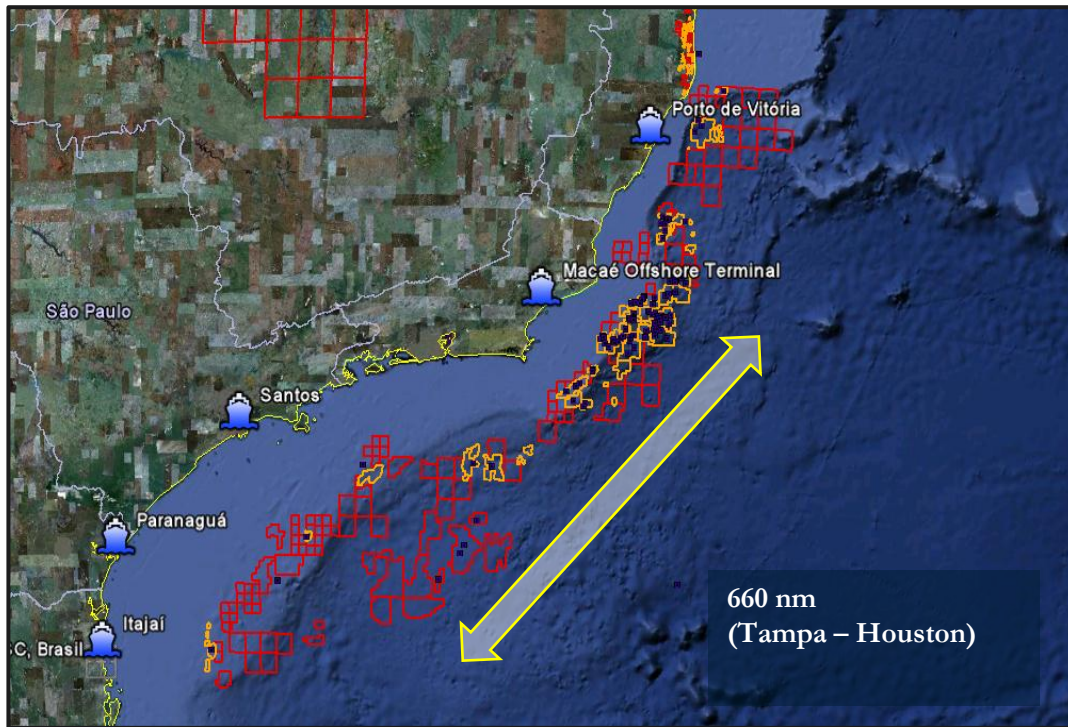 Porto de Vitória
Macaé Offshore Terminal
São Paulo
Santos
Paranaguá
Itajaí
SC, Brasil
660 nm
(Tampa – Houston)